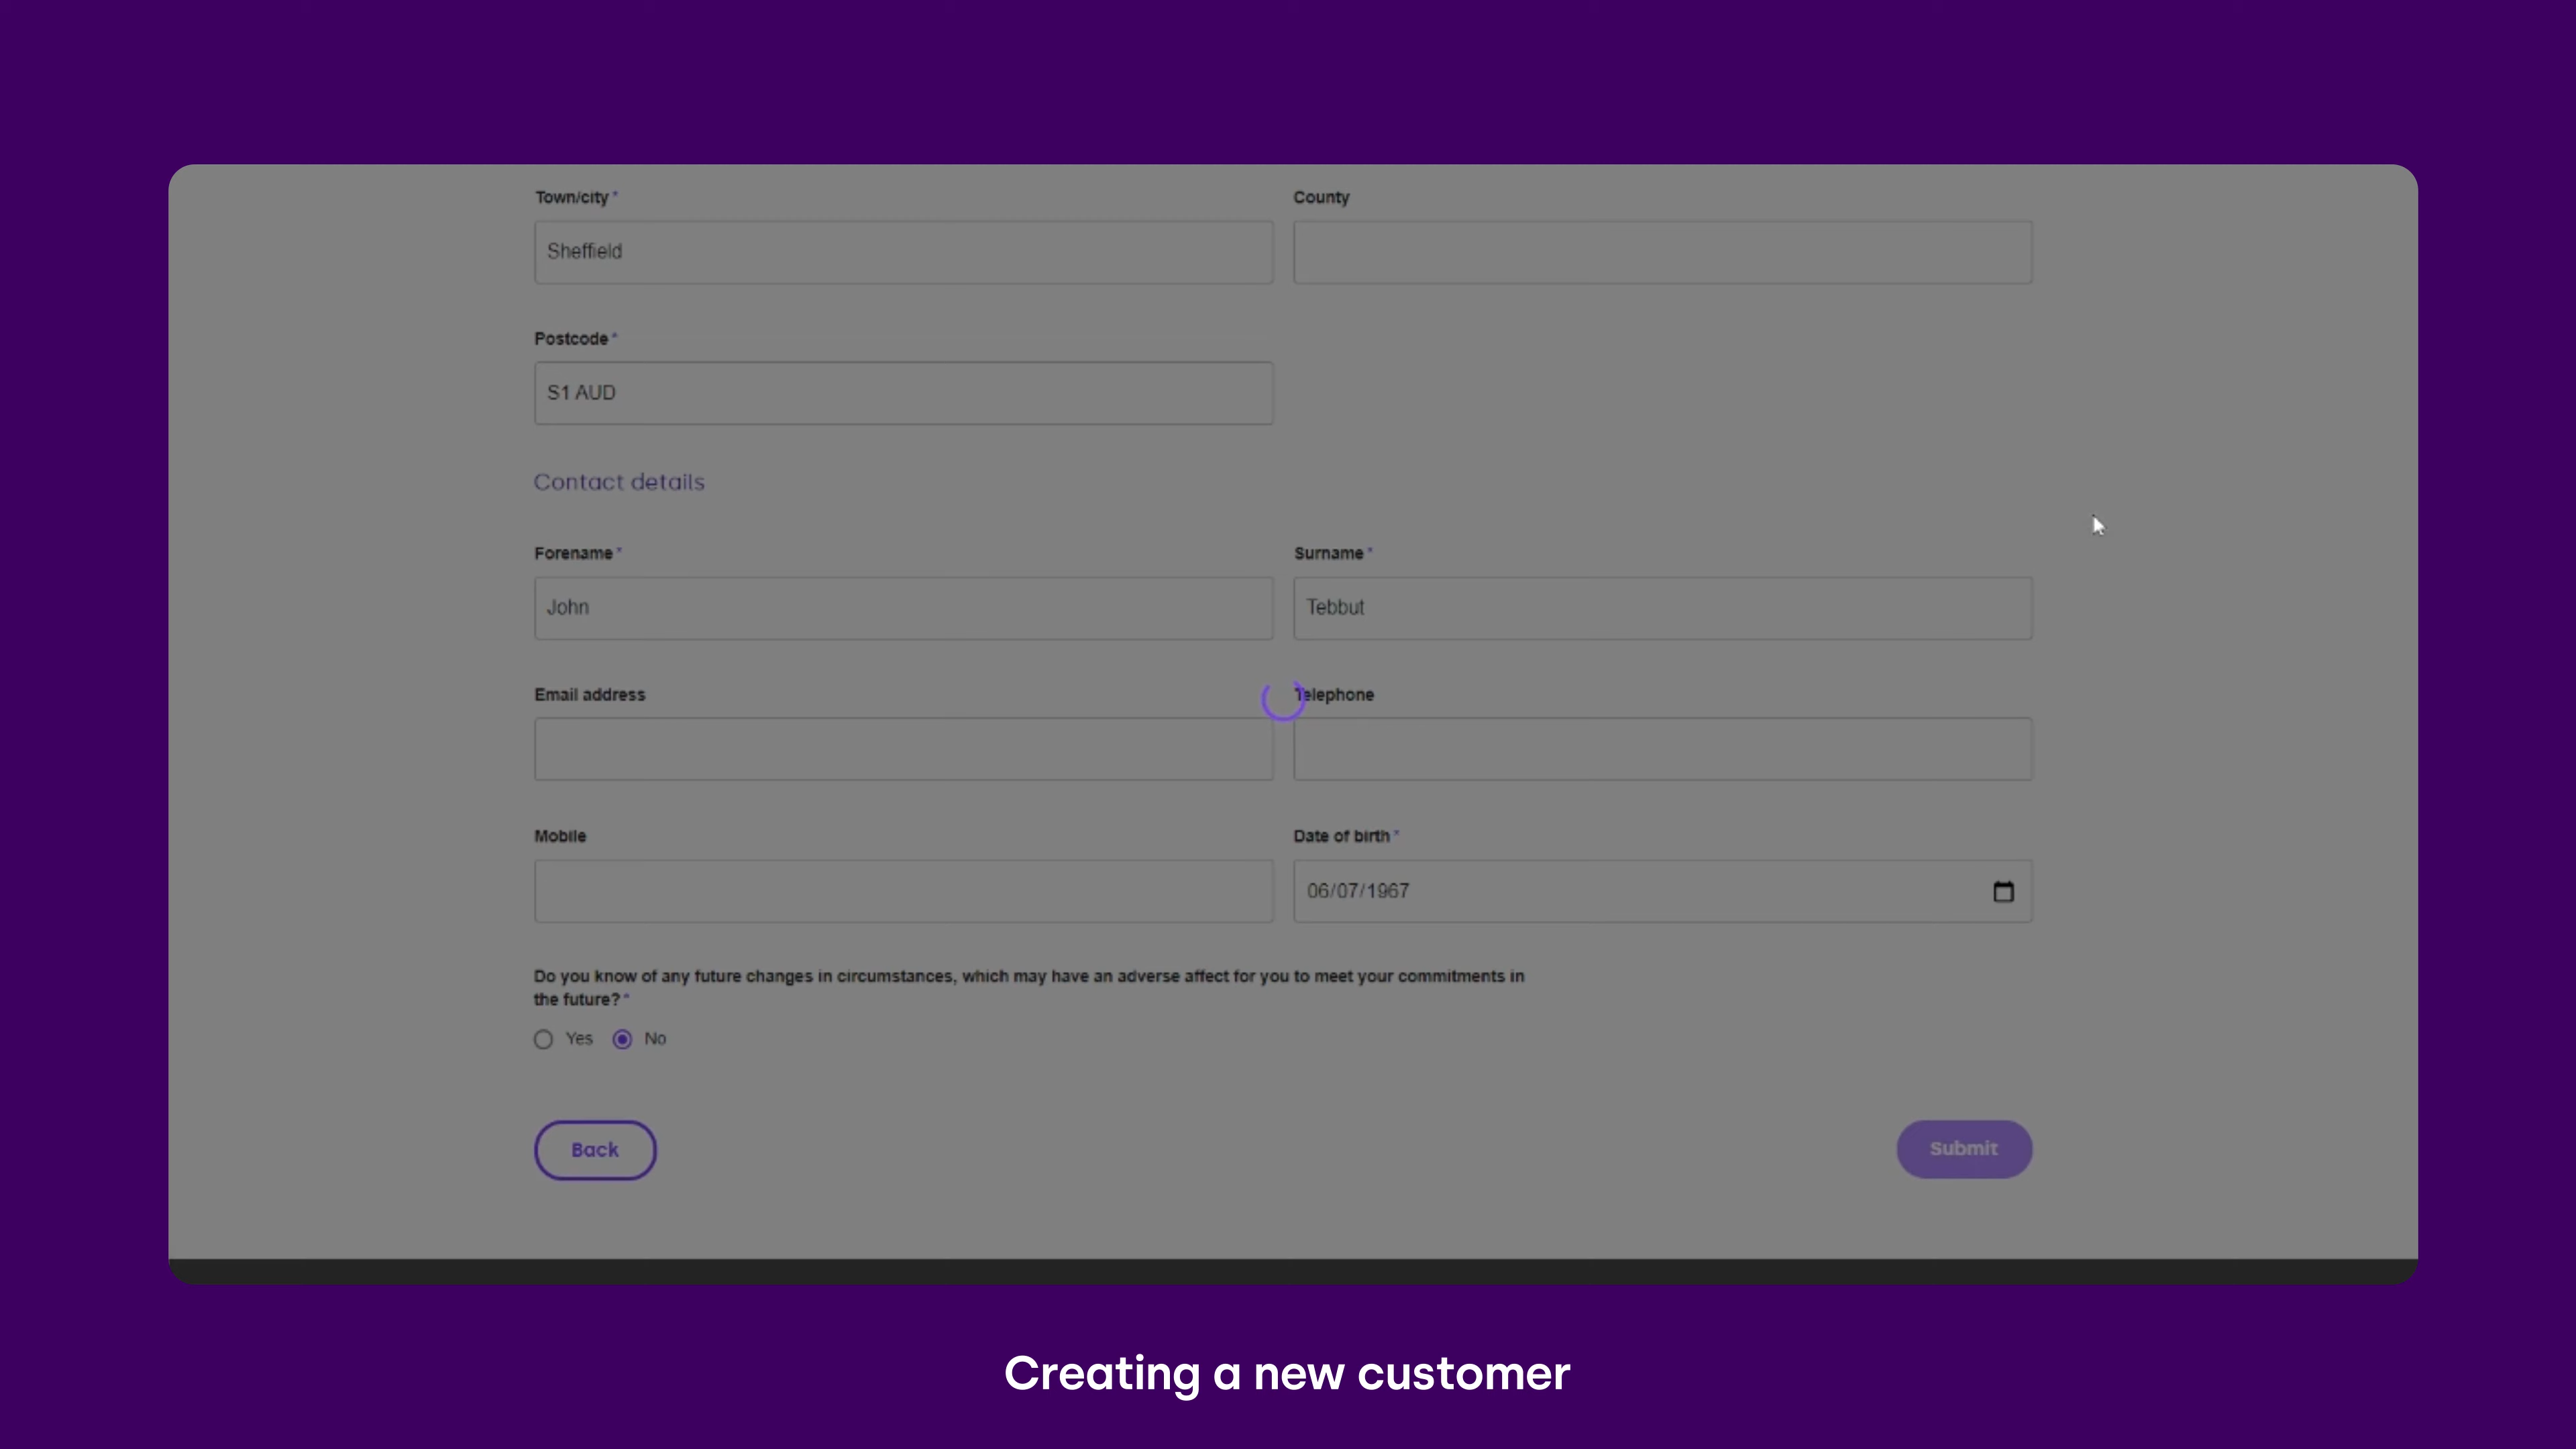 Town/city *
County
Sheffield
Postcode *
S1 AUD
Contact details
Forename *
Surname *
John
Tebbut
Email address
Telephone
Mobile
Date of birth *
06/07/1967
Do you know of any future changes in circumstances, which may have an adverse affect for you to meet your commitments in
the future? *
Yes
No
Back
Submit
Creating a new customer